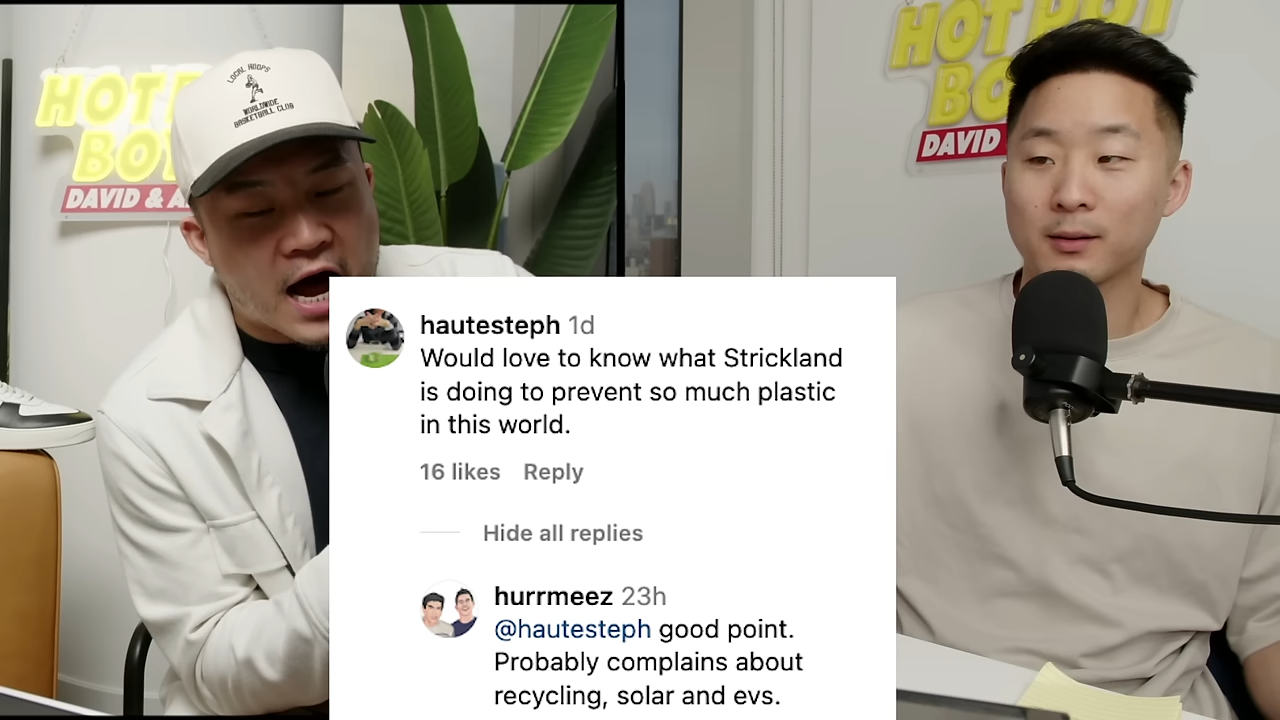 HOT
BO
DAVID & A
LOCAL HOOPS
WORLDWIDE
BASKETBALL CLUB
HOT POT
BO
DAVID
hautesteph 1d
Would love to know what Strickland
is doing to prevent so much plastic
in this world.
16 likes Reply
Hide all replies
hurrmeez 23h
@hautesteph good point.
Probably complains about
recycling, solar and evs.